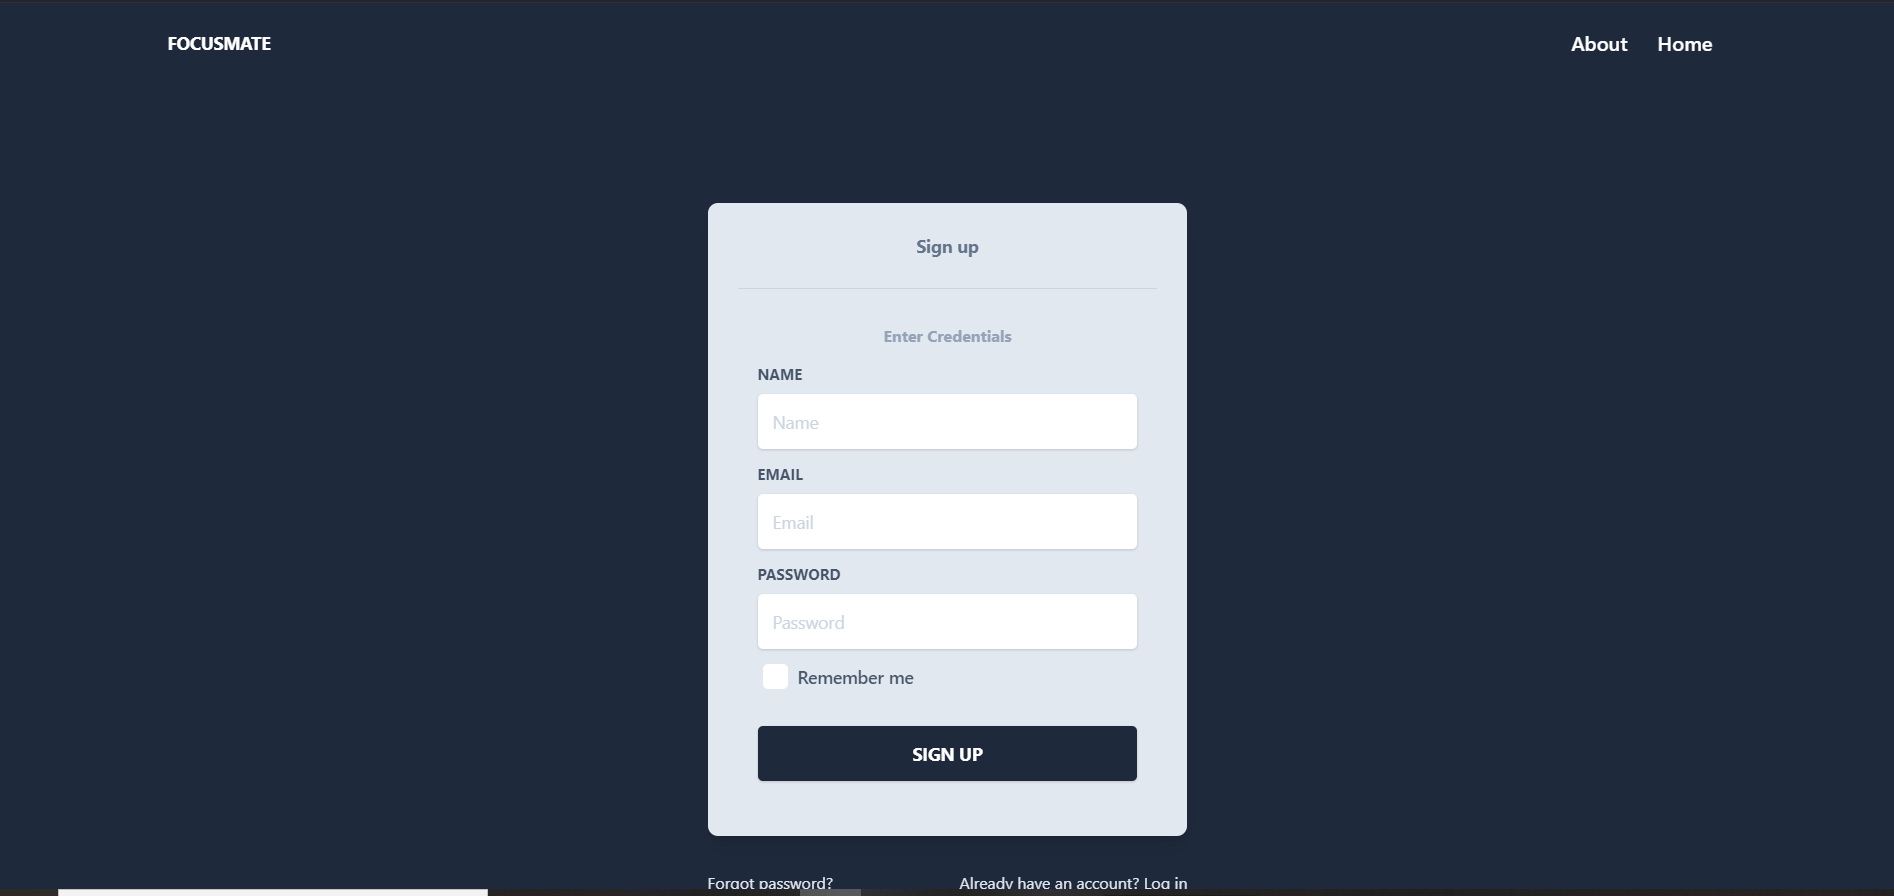 FOCUSMATE
About Home
Sign up
Enter Credentials
NAME
Name
EMAIL
Email
PASSWORD
Password
Remember me
SIGN UP
Forgot password? Already have an account? Log in